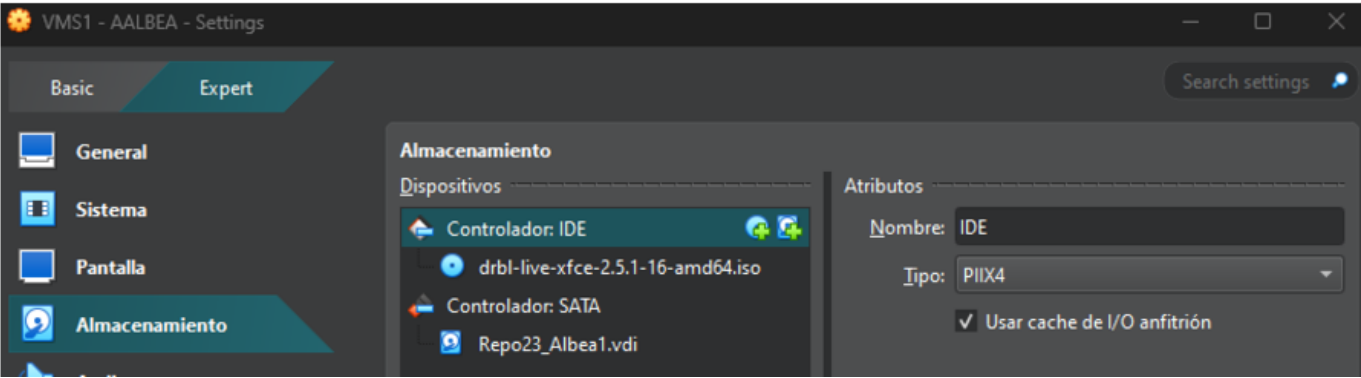 VMS1 - AALBEA - Settings
Basic
Expert
Search settings
General
Sistema
Pantalla
Almacenamiento
Almacenamiento
Dispositivos
Controlador: IDE
drbl-live-xfce-2.5.1-16-amd64.iso
Controlador: SATA
Repo23_Albea1.vdi
Atributos
Nombre: IDE
Tipo: PIIX4
Usar cache de I/O anfitrión